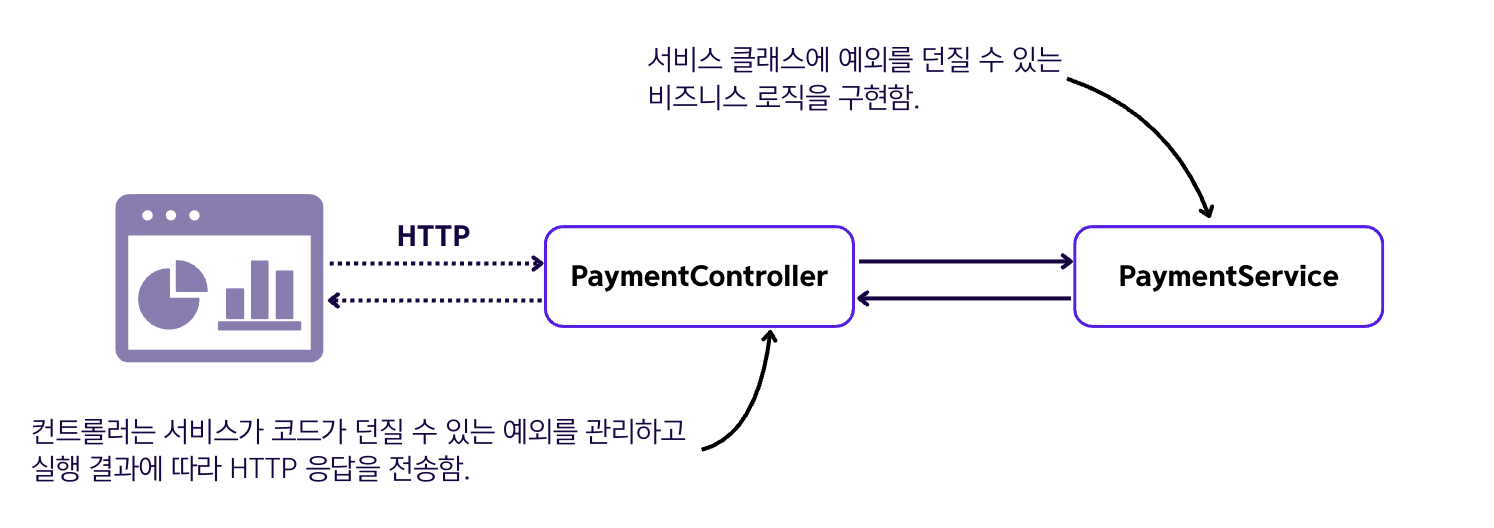 서비스 클래스에 예외를 던질 수 있는
비즈니스 로직을 구현함.
HTTP
PaymentController
PaymentService
컨트롤러는 서비스가 코드가 던질 수 있는 예외를 관리하고
실행 결과에 따라 HTTP 응답을 전송함.